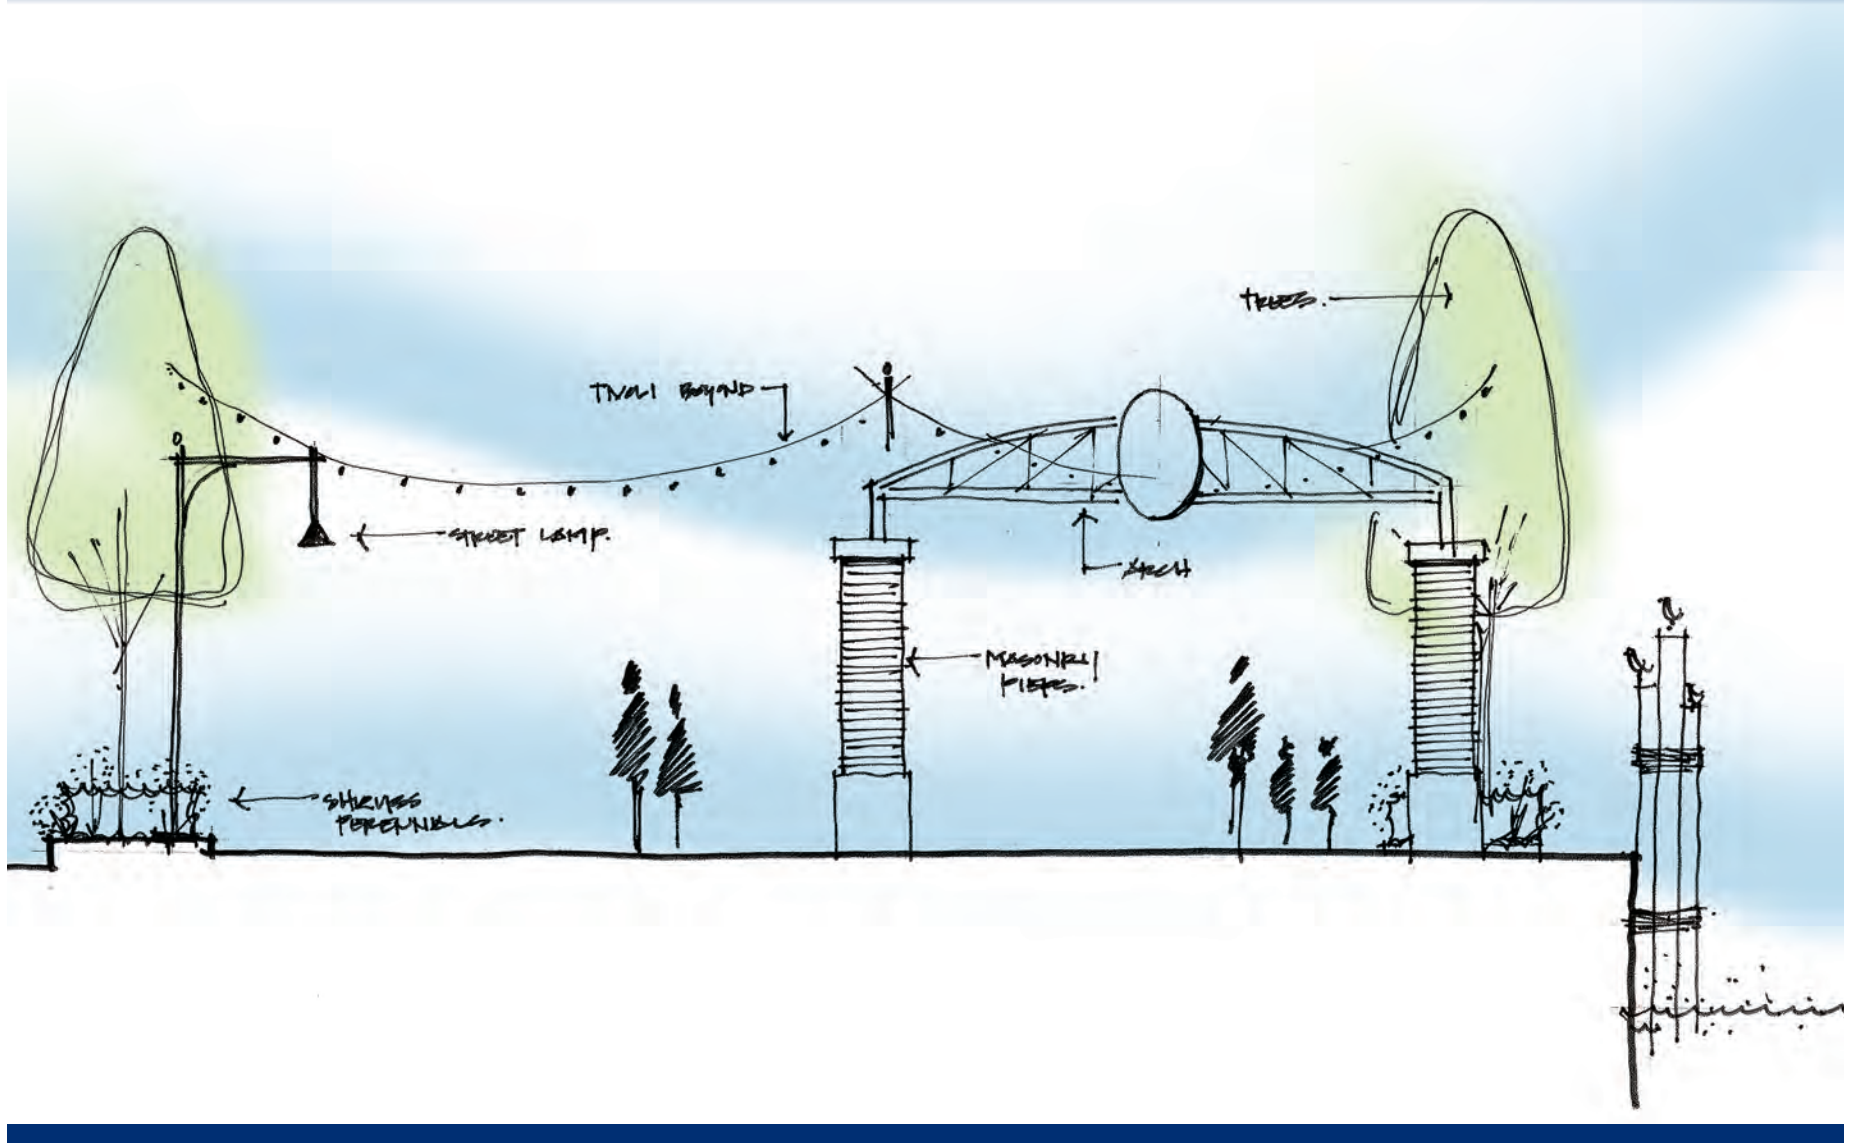 TREES.
TIVOLI BEYOND
STREET LAMP.
ARCH
MASONRY
PIERS.
SHRUBS
PERENNIALS.